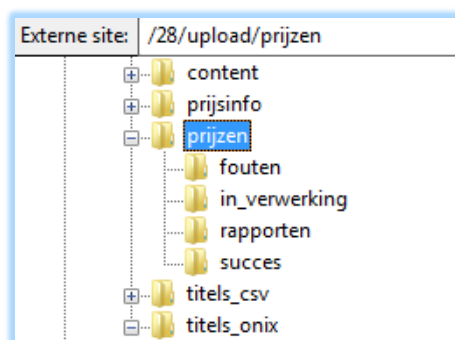 Externe site: /28/upload/prijzen
content
prijsinfo
prijzen
fouten
in_verwerking
rapporten
succes
titels_csv
titels_onix